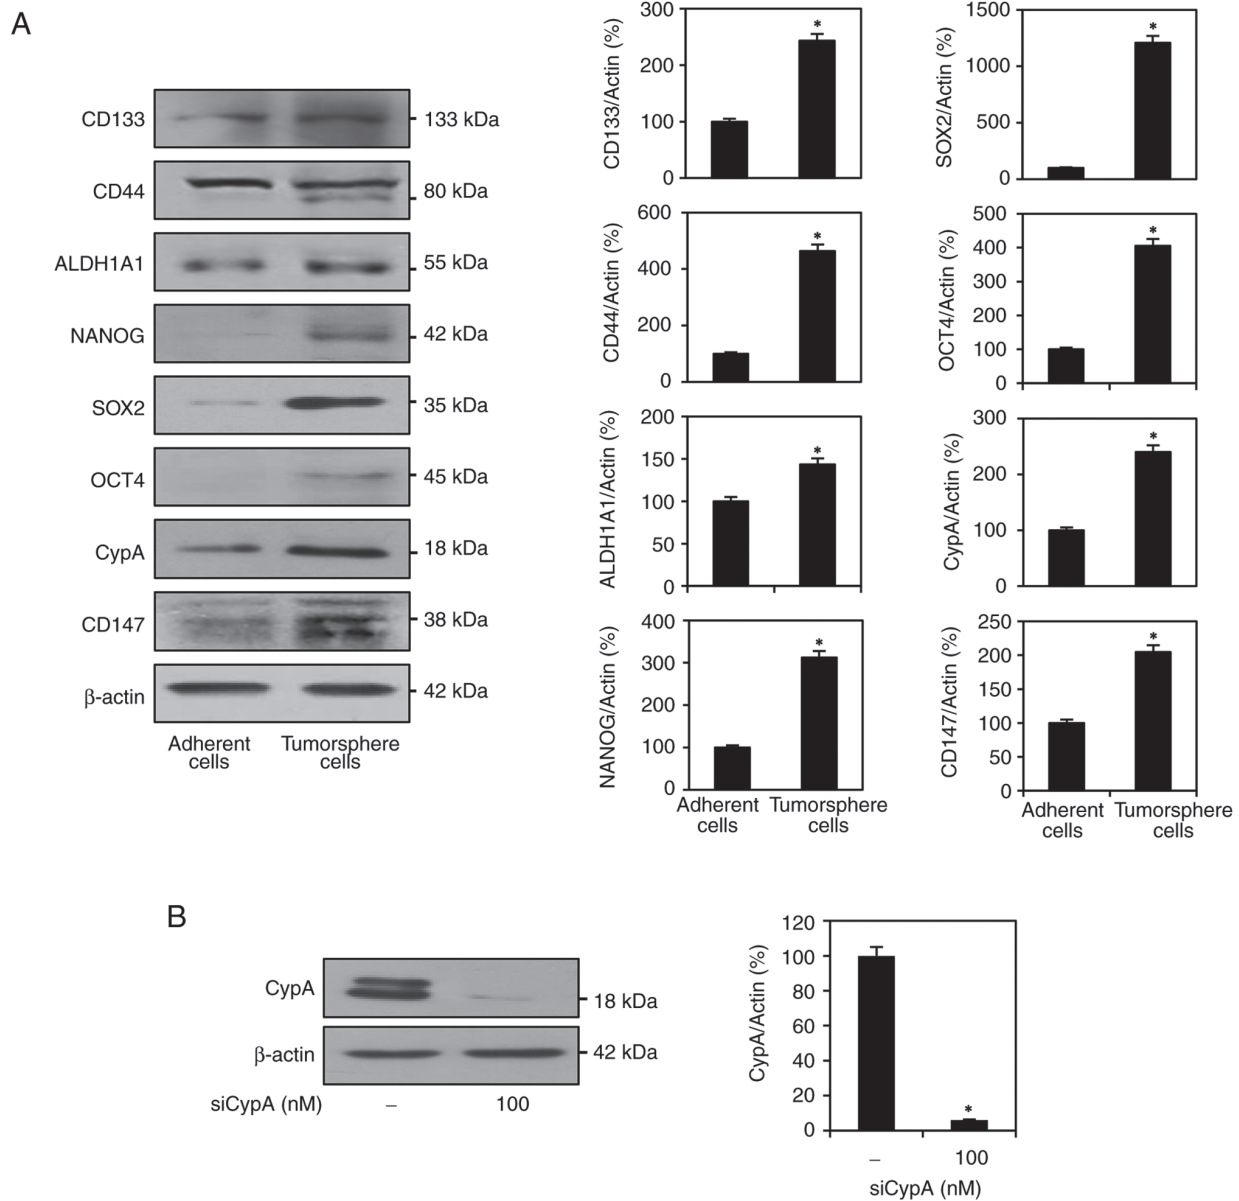 A
CD133
133 kDa
CD44
80 kDa
ALDH1A1
55 kDa
NANOG
42 kDa
SOX2
35 kDa
OCT4
45 kDa
CypA
18 kDa
CD147
38 kDa
β-actin
42 kDa
Adherent
cells
Tumorsphere
cells
CD133/Actin (%)
300
200
100
0
*
SOX2/Actin (%)
1500
1000
500
0
*
CD44/Actin (%)
600
400
200
0
*
OCT4/Actin (%)
500
400
300
200
100
0
*
ALDH1A1/Actin (%)
200
150
100
50
0
*
CypA/Actin (%)
300
200
100
0
*
NANOG/Actin (%)
400
300
200
100
0
*
Adherent
cells
Tumorsphere
cells
CD147/Actin (%)
250
200
150
100
50
0
*
Adherent
cells
Tumorsphere
cells
B
CypA
18 kDa
β-actin
42 kDa
siCypA (nM)
–
100
CypA/Actin (%)
120
100
80
60
40
20
0
*
–
100
siCypA (nM)